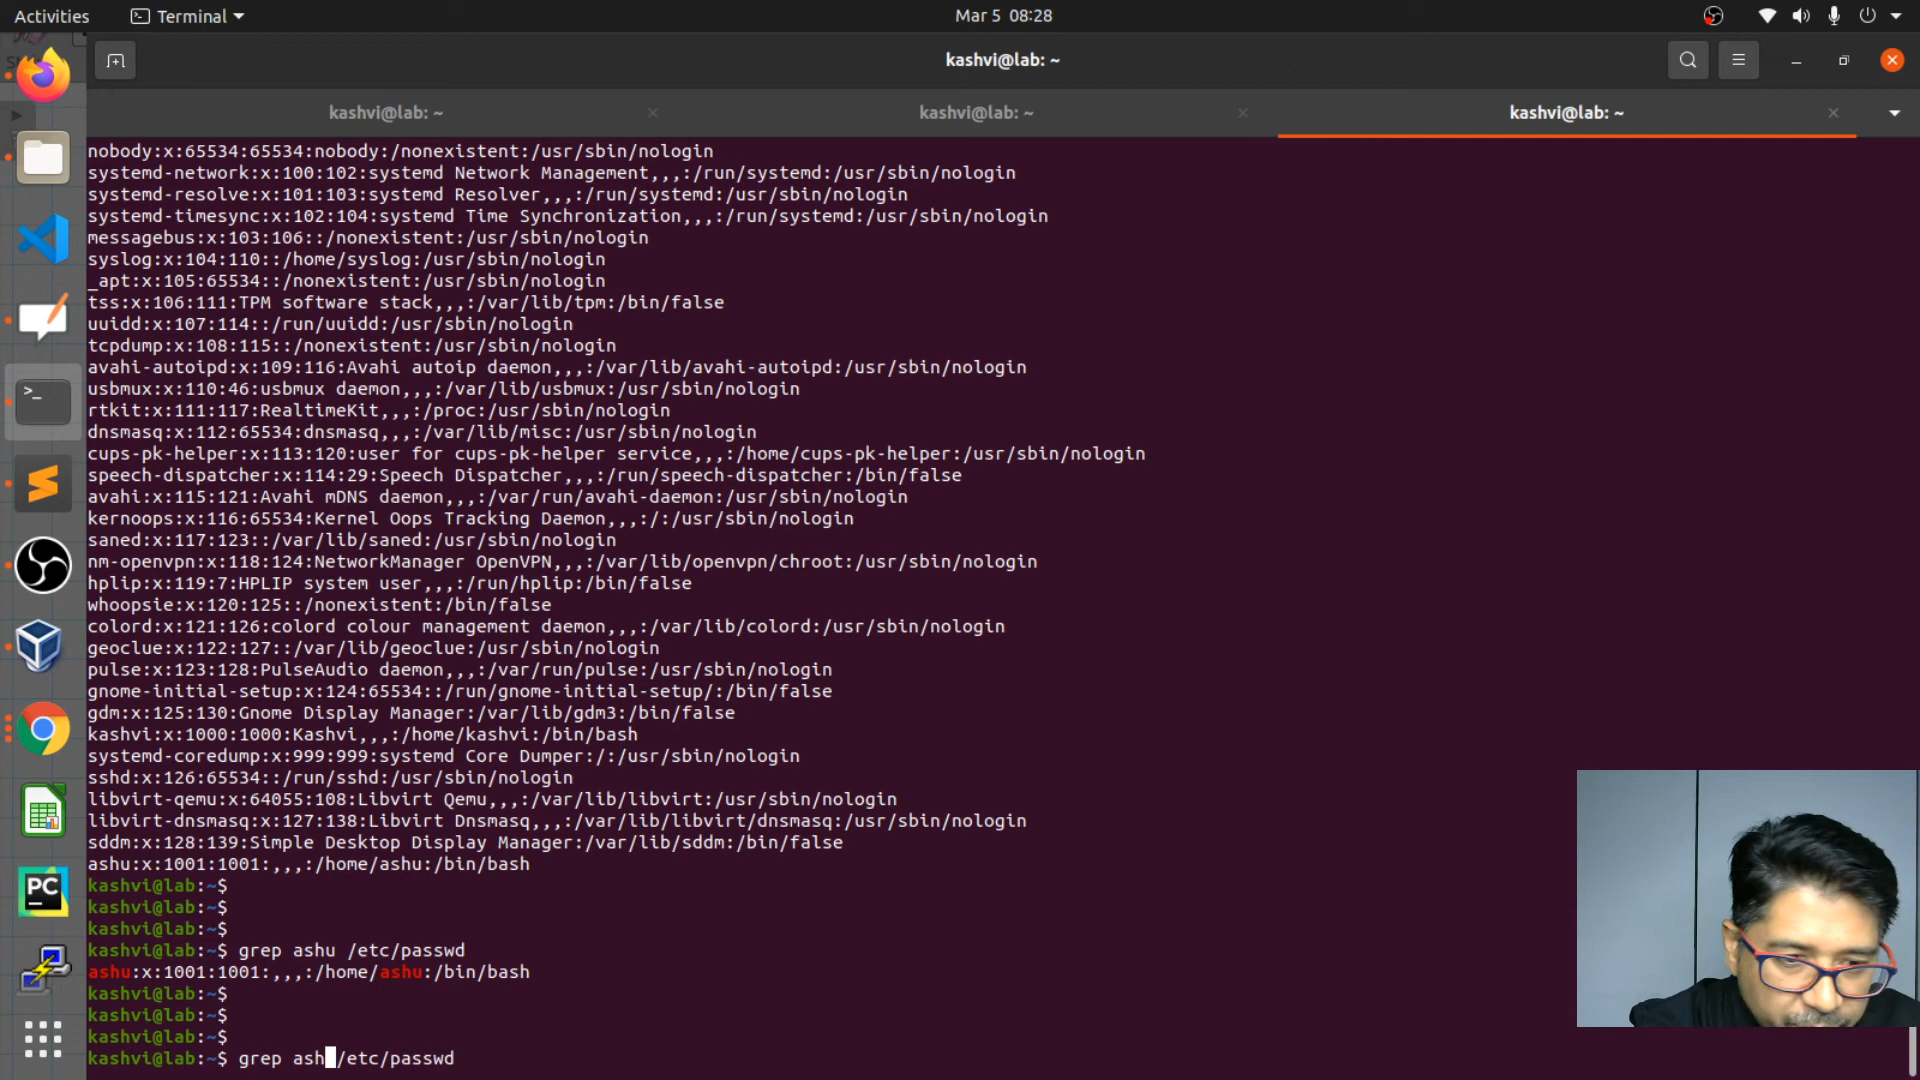 Activities
Terminal
Mar 5 08:28
kashvi@lab: ~
kashvi@lab: ~
kashvi@lab: ~
kashvi@lab: ~
nobody:x:65534:65534:nobody:/nonexistent:/usr/sbin/nologin
systemd-network:x:100:102:systemd Network Management,,,:/run/systemd:/usr/sbin/nologin
systemd-resolve:x:101:103:systemd Resolver,,,:/run/systemd:/usr/sbin/nologin
systemd-timesync:x:102:104:systemd Time Synchronization,,,:/run/systemd:/usr/sbin/nologin
messagebus:x:103:106::/nonexistent:/usr/sbin/nologin
syslog:x:104:110::/home/syslog:/usr/sbin/nologin
_apt:x:105:65534::/nonexistent:/usr/sbin/nologin
tss:x:106:111:TPM software stack,,,:/var/lib/tpm:/bin/false
uuidd:x:107:114::/run/uuidd:/usr/sbin/nologin
tcpdump:x:108:115::/nonexistent:/usr/sbin/nologin
avahi-autoipd:x:109:116:Avahi autoip daemon,,,:/var/lib/avahi-autoipd:/usr/sbin/nologin
usbmux:x:110:46:usbmux daemon,,,:/var/lib/usbmux:/usr/sbin/nologin
rtkit:x:111:117:RealtimeKit,,,:/proc:/usr/sbin/nologin
dnsmasq:x:112:65534:dnsmasq,,,:/var/lib/misc:/usr/sbin/nologin
cups-pk-helper:x:113:120:user for cups-pk-helper service,,,:/home/cups-pk-helper:/usr/sbin/nologin
speech-dispatcher:x:114:29:Speech Dispatcher,,,:/run/speech-dispatcher:/bin/false
avahi:x:115:121:Avahi mDNS daemon,,,:/var/run/avahi-daemon:/usr/sbin/nologin
kernoops:x:116:65534:Kernel Oops Tracking Daemon,,,:/:/usr/sbin/nologin
saned:x:117:123::/var/lib/saned:/usr/sbin/nologin
nm-openvpn:x:118:124:NetworkManager OpenVPN,,,:/var/lib/openvpn/chroot:/usr/sbin/nologin
hplip:x:119:7:HPLIP system user,,,:/run/hplip:/bin/false
whoopsie:x:120:125::/nonexistent:/bin/false
colord:x:121:126:colord colour management daemon,,,:/var/lib/colord:/usr/sbin/nologin
geoclue:x:122:127::/var/lib/geoclue:/usr/sbin/nologin
pulse:x:123:128:PulseAudio daemon,,,:/var/run/pulse:/usr/sbin/nologin
gnome-initial-setup:x:124:65534::/run/gnome-initial-setup/:/bin/false
gdm:x:125:130:Gnome Display Manager:/var/lib/gdm3:/bin/false
kashvi:x:1000:1000:Kashvi,,,:/home/kashvi:/bin/bash
systemd-coredump:x:999:999:systemd Core Dumper:/:/usr/sbin/nologin
sshd:x:126:65534::/run/sshd:/usr/sbin/nologin
libvirt-qemu:x:64055:108:Libvirt Qemu,,,:/var/lib/libvirt:/usr/sbin/nologin
libvirt-dnsmasq:x:127:138:Libvirt Dnsmasq,,,:/var/lib/libvirt/dnsmasq:/usr/sbin/nologin
sddm:x:128:139:Simple Desktop Display Manager:/var/lib/sddm:/bin/false
ashu:x:1001:1001:,,,:/home/ashu:/bin/bash
kashvi@lab:~$
kashvi@lab:~$
kashvi@lab:~$
kashvi@lab:~$ grep ashu /etc/passwd
ashu:x:1001:1001:,,,:/home/ashu:/bin/bash
kashvi@lab:~$
kashvi@lab:~$
kashvi@lab:~$
kashvi@lab:~$ grep ash /etc/passwd
>_
PC